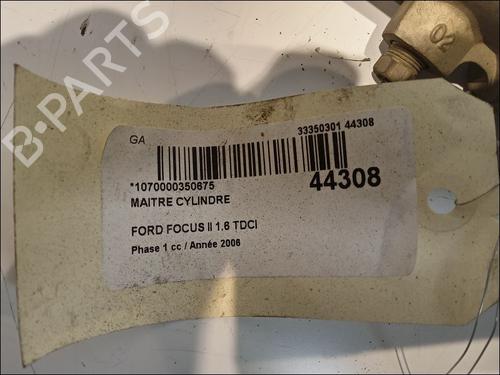 B-PARTS
02
GA
33350301 44308
*1070000350675
44308
MAITRE CYLINDRE
FORD FOCUS II 1.6 TDCI
Phase 1 cc / Année 2006